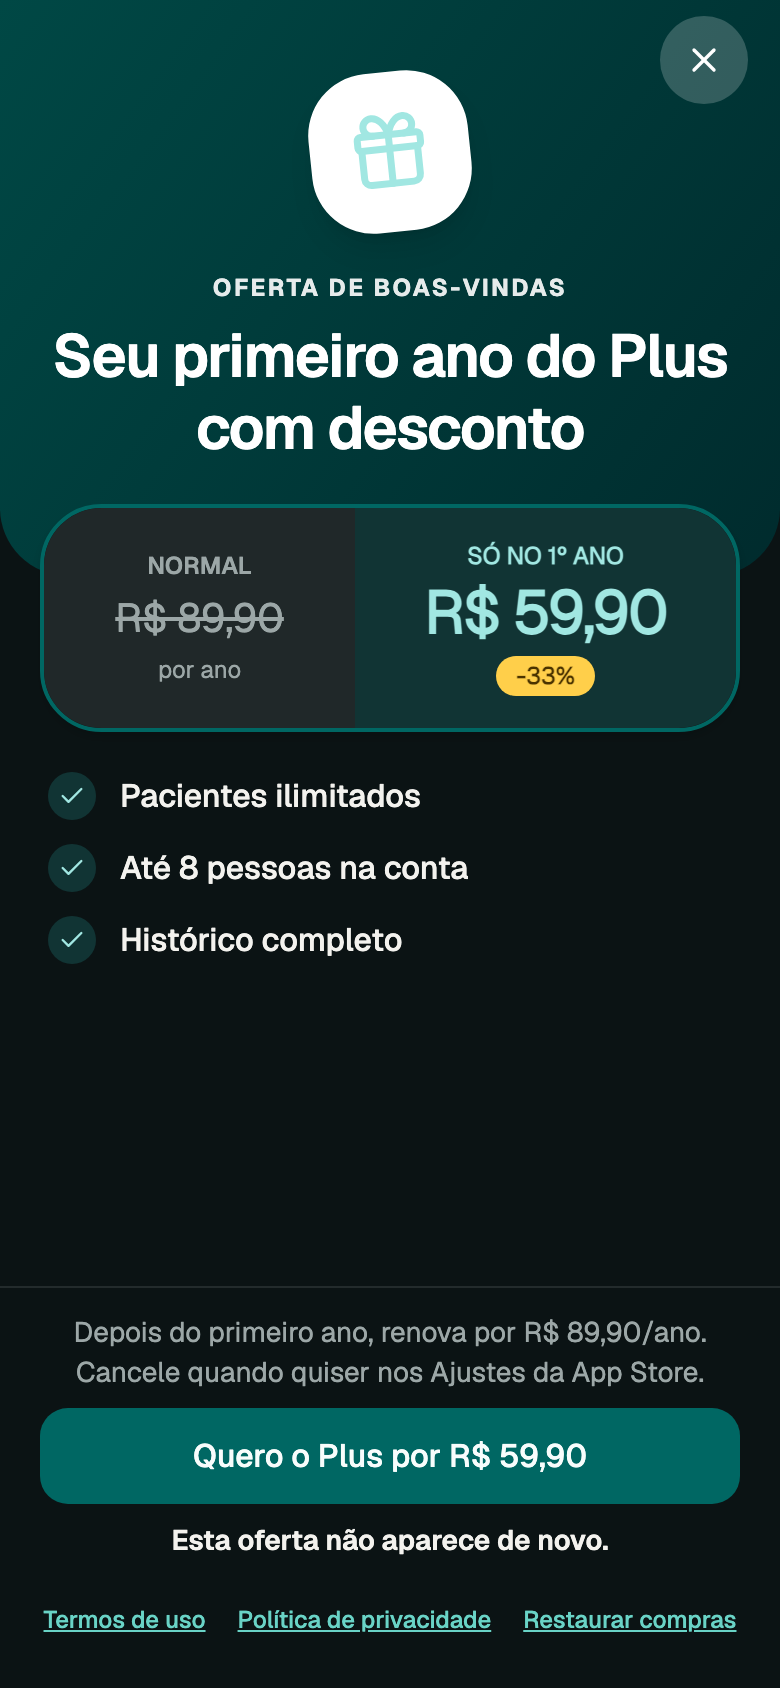 OFERTA DE BOAS-VINDAS
Seu primeiro ano do Plus
com desconto
NORMAL
R$ 89,90
por ano
SÓ NO 1º ANO
R$ 59,90
-33%
Pacientes ilimitados
Até 8 pessoas na conta
Histórico completo
Depois do primeiro ano, renova por R$ 89,90/ano.
Cancele quando quiser nos Ajustes da App Store.
Quero o Plus por R$ 59,90
Esta oferta não aparece de novo.
Termos de uso
Política de privacidade
Restaurar compras